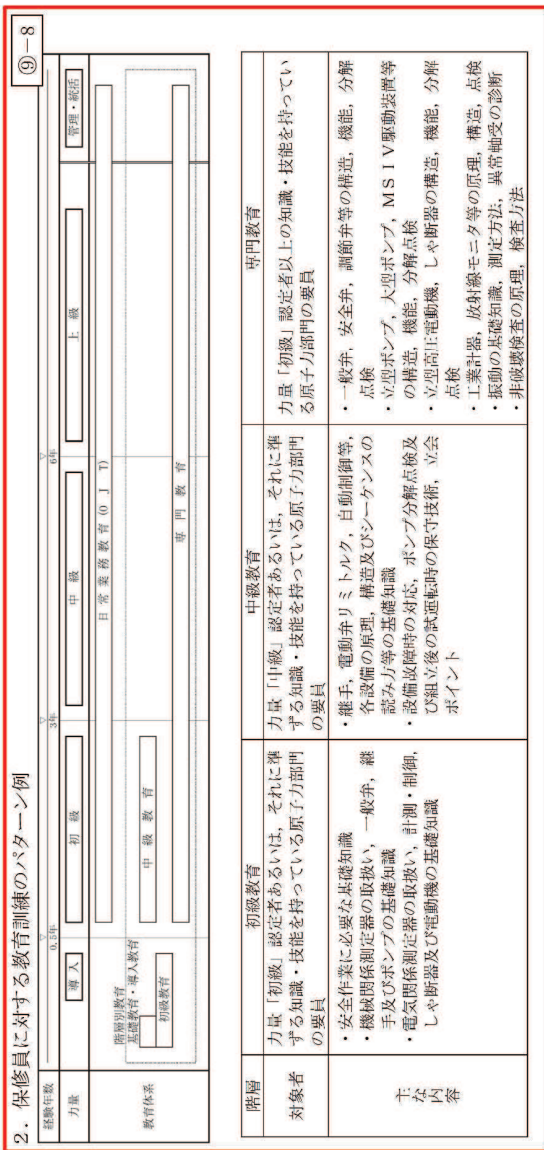 2．保修員に対する教育訓練のパターン例
⑨－8
経験年数
0.5年
3年
6年
力量
導入
初級
中級
上級
管理・統括
教育体系
日常業務教育(OJT)
階層別教育
基礎教育・導入教育
初級教育
中級教育
専門教育
階層
初級教育
中級教育
専門教育
対象者
力量「初級」認定者あるいは，それに準
ずる知識・技能を持っている原子力部門
の要員
力量「中級」認定者あるいは，それに準
ずる知識・技能を持っている原子力部門
の要員
力量「初級」認定者以上の知識・技能を持ってい
る原子力部門の要員
主な内容
・安全作業に必要な基礎知識
・機械関係測定器の取扱い，一般弁，継
手及びポンプの基礎知識
・電気関係測定器の取扱い，計測・制御，
しゃ断器及び電動機の基礎知識
・継手，電動弁リミトルク，自動制御等，
各設備の原理，構造及びシーケンスの
読み方等の基礎知識
・設備故障時の対応，ポンプ分解点検及
び組立後の試運転時の保守技術，立会
ポイント
・一般弁，安全弁，調節弁等の構造，機能，分解
点検
・立型ポンプ，大型ポンプ，ＭＳＩＶ駆動装置等
の構造，機能，分解点検
・立型高圧電動機，しゃ断器の構造，機能，分解
点検
・工業計器，放射線モニタ等の原理，構造，点検
・振動の基礎知識，測定方法，異常軸受の診断
・非破壊検査の原理，検査方法